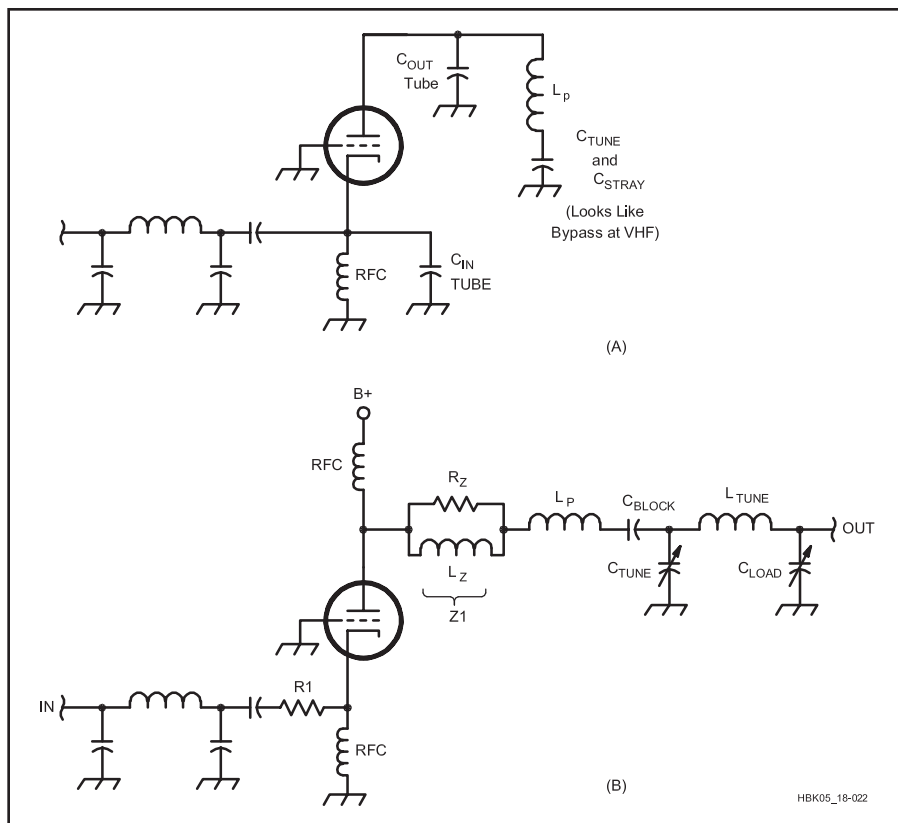 C_OUT
Tube
L_p
C_TUNE
and
C_STRAY
(Looks Like
Bypass at VHF)
RFC
C_IN
TUBE
(A)
B+
RFC
R_Z
L_Z
Z1
L_P
C_BLOCK
L_TUNE
OUT
C_TUNE
C_LOAD
IN
R1
RFC
(B)
HBK05_18-022